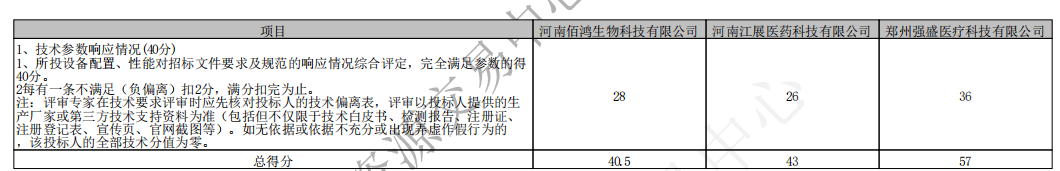 项目 河南佰鸿生物科技有限公司 河南江展医药科技有限公司 郑州强盛医疗科技有限公司
1、技术参数响应情况(40分)
1、所投设备配置、性能对招标文件要求及规范的响应情况综合评定，完全满足参数的得
40分。
2每有一条不满足（负偏离）扣2分，满分扣完为止。
注：评审专家在技术要求评审时应先核对投标人的技术偏离表，评审以投标人提供的生
产厂家或第三方技术支持资料为准（包括但不仅限于技术白皮书、检测报告、注册证、
注册登记表、宣传页、官网截图等）。如无依据或依据不充分或出现弄虚作假行为的
，该投标人的全部技术分值为零。
28 26 36
总得分 40.5 43 57
资源交易中心
中心